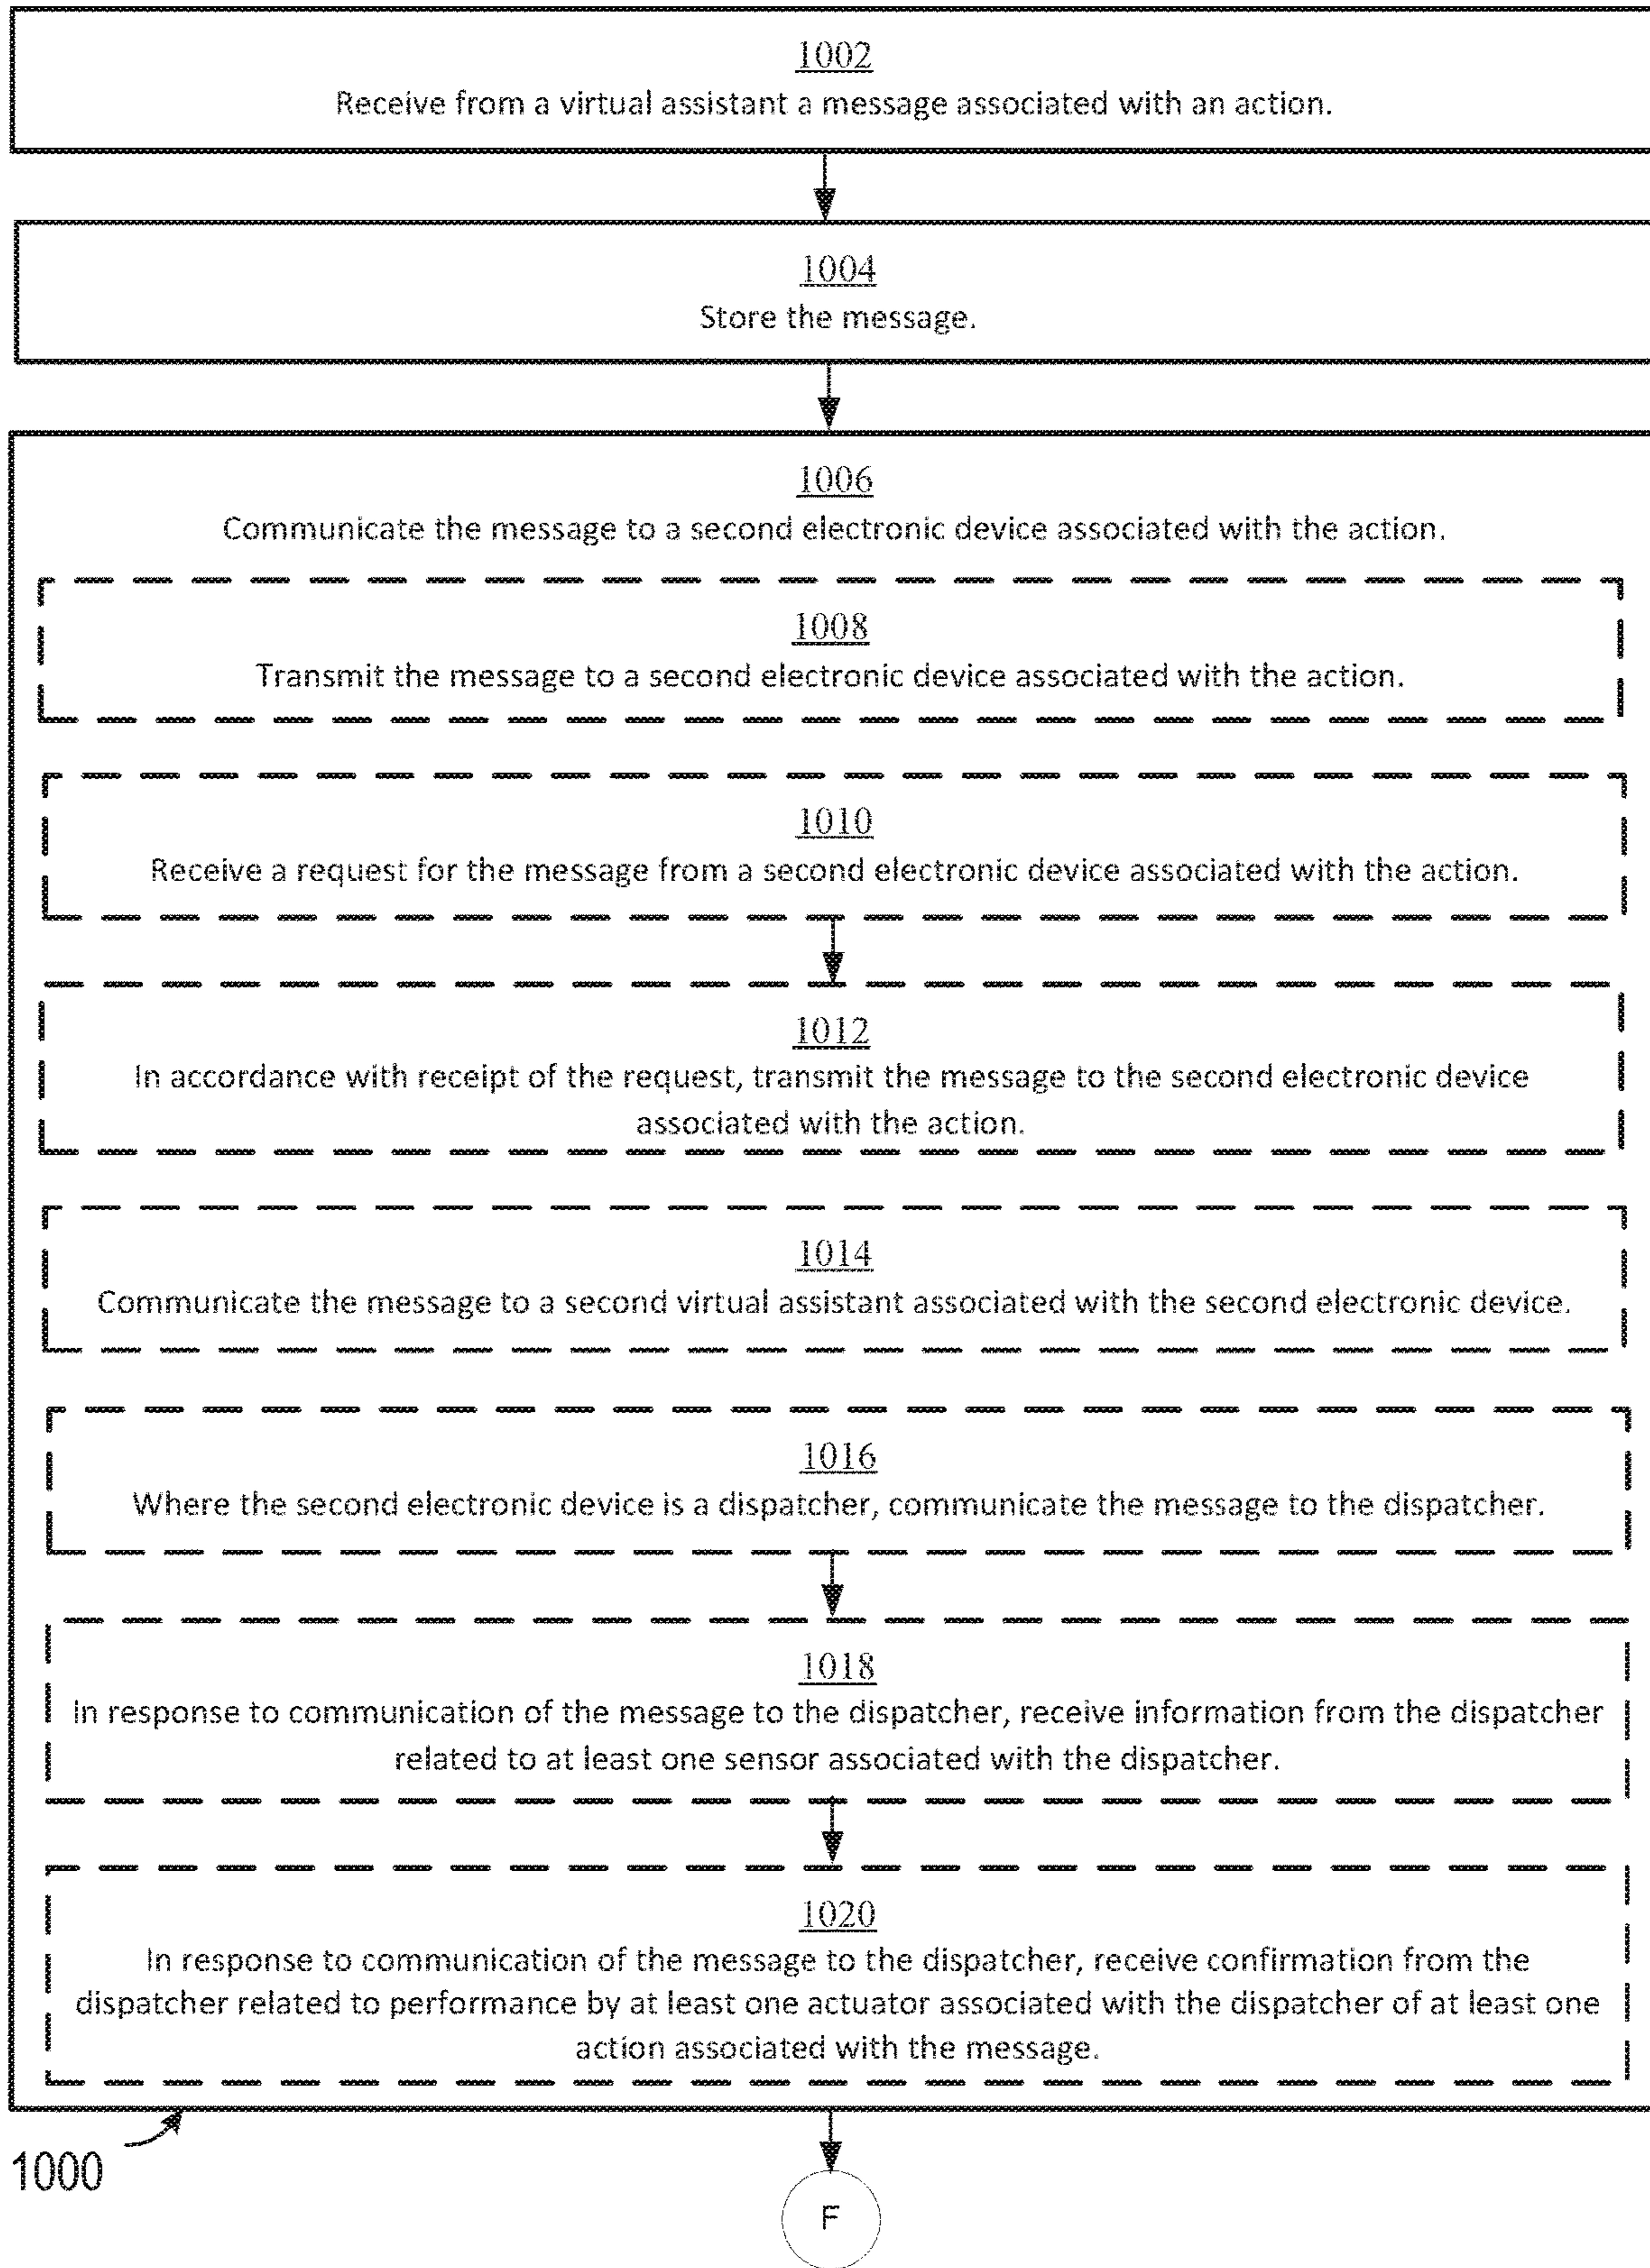 1002
Receive from a virtual assistant a message associated with an action.
1004
Store the message.
1006
Communicate the message to a second electronic device associated with the action.
1008
Transmit the message to a second electronic device associated with the action.
1010
Receive a request for the message from a second electronic device associated with the action.
1012
In accordance with receipt of the request, transmit the message to the second electronic device
associated with the action.
1014
Communicate the message to a second virtual assistant associated with the second electronic device.
1016
Where the second electronic device is a dispatcher, communicate the message to the dispatcher.
1018
In response to communication of the message to the dispatcher, receive information from the dispatcher
related to at least one sensor associated with the dispatcher.
1020
In response to communication of the message to the dispatcher, receive confirmation from the
dispatcher related to performance by at least one actuator associated with the dispatcher of at least one
action associated with the message.
1000
F